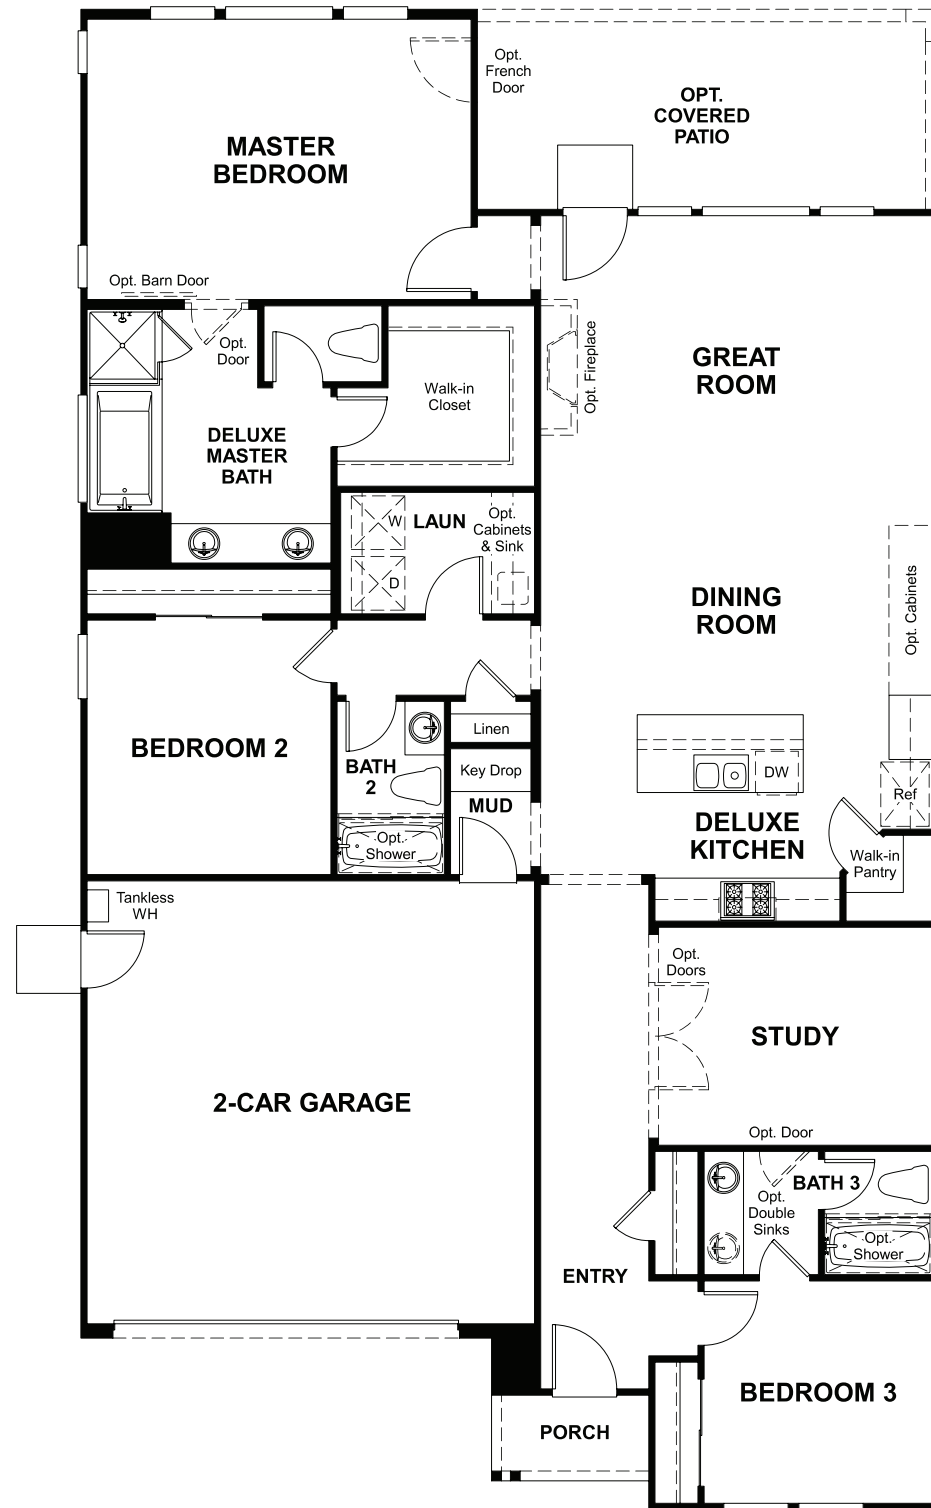 Opt.
French
Door
OPT.
COVERED
PATIO
MASTER
BEDROOM
Opt. Barn Door
Opt.
Door
Walk-in
Closet
Opt. Fireplace
GREAT
ROOM
DELUXE
MASTER
BATH
W
LAUN
Opt.
Cabinets
& Sink
D
DINING
ROOM
Opt. Cabinets
BEDROOM 2
Linen
BATH
2
Key Drop
MUD
DW
Ref
Opt.
Shower
DELUXE
KITCHEN
Walk-in
Pantry
Tankless
WH
Opt.
Doors
STUDY
2-CAR GARAGE
Opt. Door
BATH 3
Opt.
Double
Sinks
Opt.
Shower
ENTRY
BEDROOM 3
PORCH